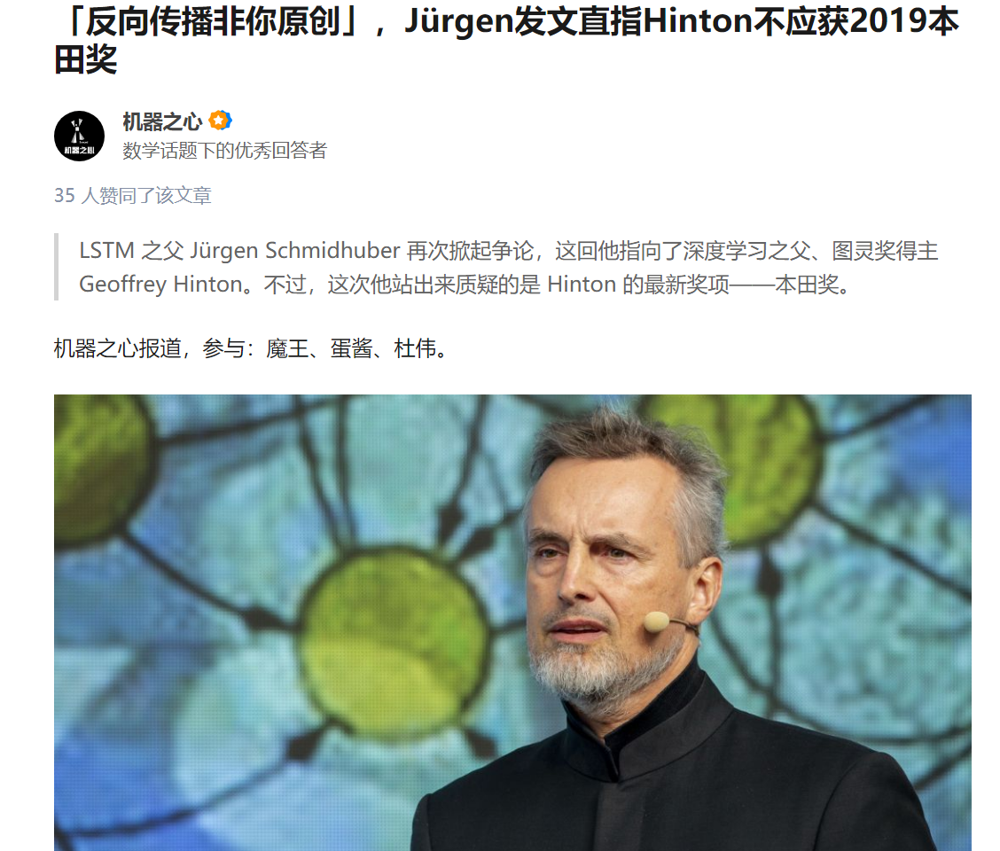 「反向传播非你原创」，Jürgen发文直指Hinton不应获2019本
田奖
机器之心
机器之心
数学话题下的优秀回答者
35 人赞同了该文章
LSTM 之父 Jürgen Schmidhuber 再次掀起争论，这回他指向了深度学习之父、图灵奖得主
Geoffrey Hinton。不过，这次他站出来质疑的是 Hinton 的最新奖项——本田奖。
机器之心报道，参与：魔王、蛋酱、杜伟。